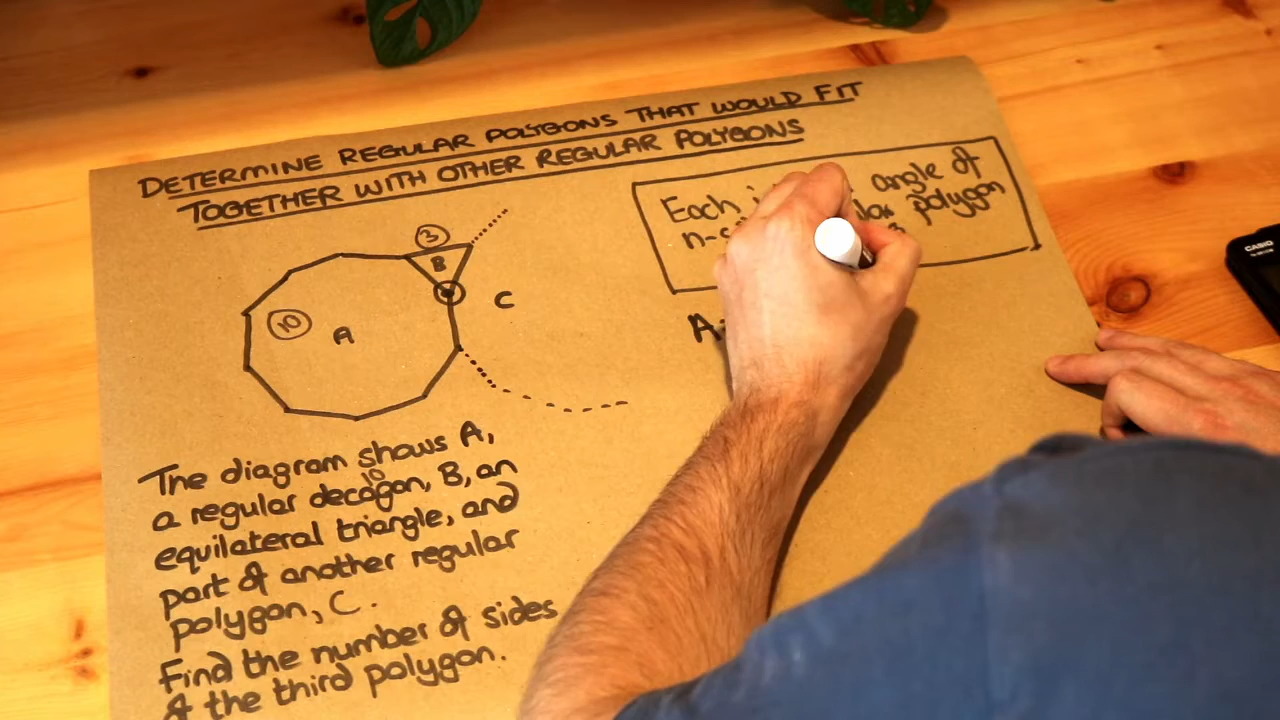 DETERMINE REGULAR POLYGONS THAT WOULD FIT
TOGETHER WITH OTHER REGULAR POLYGONS
Each angle of
polygon
3
B
10
A
C
A:
The diagram shows A,
10
a regular decagon, B, an
equilateral triangle, and
part of another regular
polygon, C.
Find the number of sides
of the third polygon.
CASIO